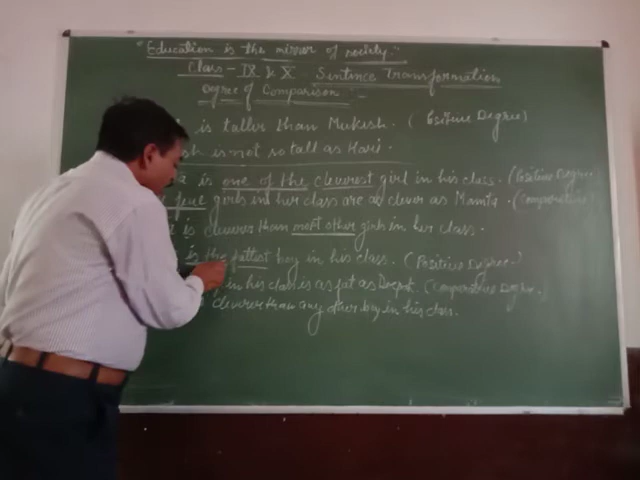 "Education is the mirror of society."
Class - IX & X Sentence Transformation
Degree of Comparison :-
is taller than Mukesh. (Positive Degree)
is not so tall as Hari.
is one of the cleverest girl in his class. (Positive Degree
few girls in her class are as clever as Mamta. (Comparative)
is cleverer than most other girls in her class.
is the fattest boy in his class. (Positive Degree.)
in his class is as fat as Deepak. (Comparative Degree.
cleverer than any other boy in his class.